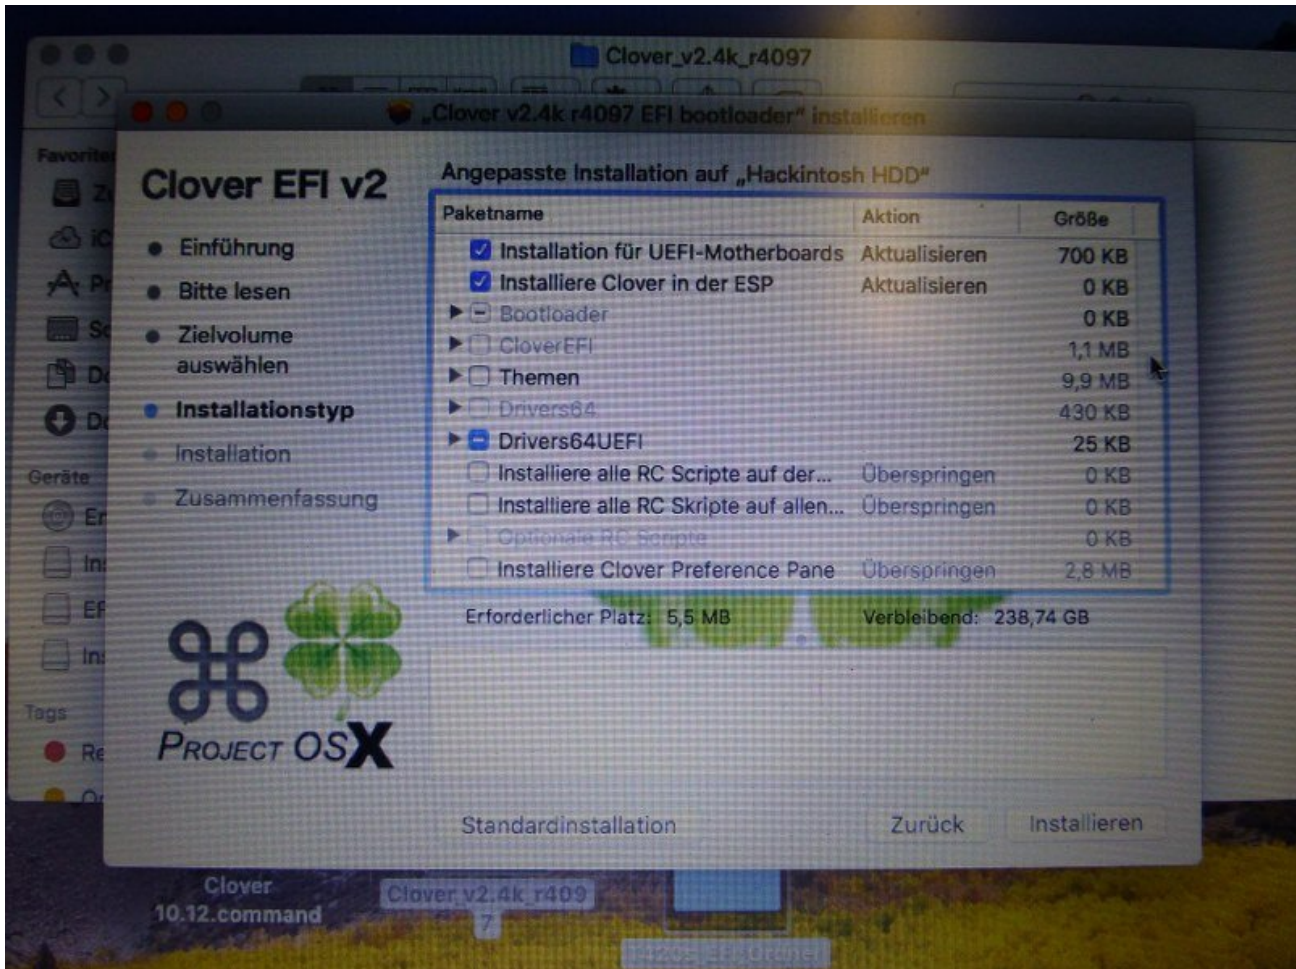 Clover_v2.4k_r4097
„Clover v2.4k r4097 EFI bootloader" installieren
Favoriten
Clover EFI v2
Angepasste Installation auf „Hackintosh HDD"
Paketname Aktion Größe
Einführung
Installation für UEFI-Motherboards Aktualisieren 700 KB
Bitte lesen
Installiere Clover in der ESP Aktualisieren 0 KB
Bootloader 0 KB
Zielvolume
auswählen
CloverEFI 1,1 MB
Themen 9,9 MB
Installationstyp
Drivers64 430 KB
Drivers64UEFI 25 KB
Installation
Installiere alle RC Scripte auf der... Überspringen 0 KB
Geräte
Zusammenfassung
Installiere alle RC Skripte auf allen... Überspringen 0 KB
Optionale RC Scripte 0 KB
Installiere Clover Preference Pane Überspringen 2,8 MB
Erforderlicher Platz: 5,5 MB Verbleibend: 238,74 GB
Tags
PROJECT OSX
Standardinstallation Zurück Installieren
Clover
10.12.command
Clover_v2.4k_r409
7